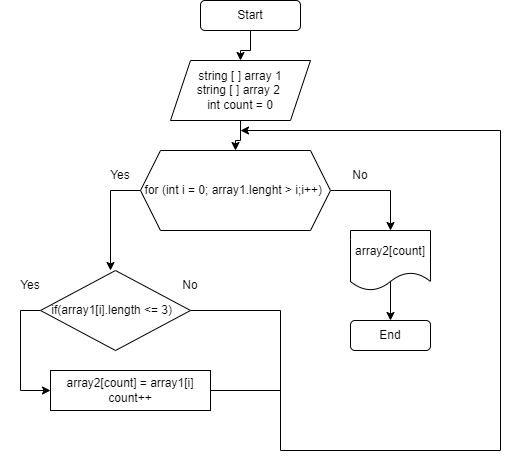 Start
string [ ] array 1
string [ ] array 2
int count = 0
Yes
No
for (int i = 0; array1.lenght > i;i++)
array2[count]
Yes
No
if(array1[i].length <= 3)
End
array2[count] = array1[i]
count++